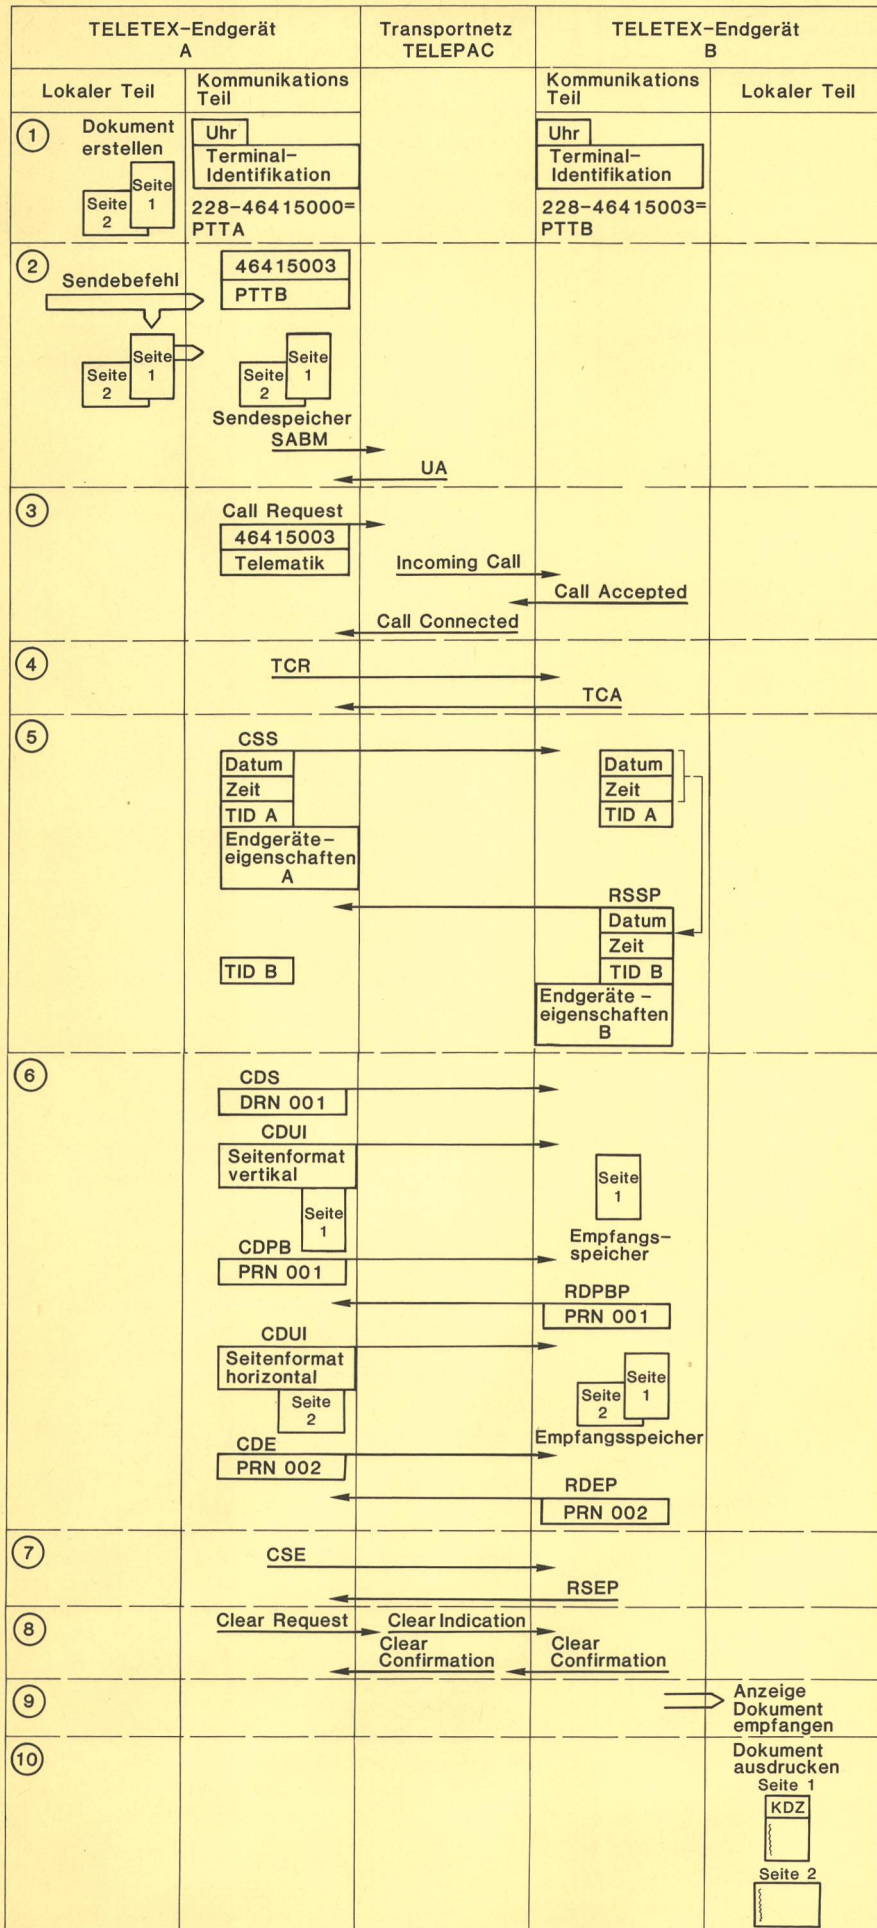 TELETEX-Endgerät
A
Transportnetz
TELEPAC
TELETEX-Endgerät
B
Lokaler Teil
Kommunikations
Teil
Kommunikations
Teil
Lokaler Teil
1
Dokument
erstellen
Seite
1
Seite
2
Uhr
Terminal-
Identifikation
228-46415000=
PTTA
Uhr
Terminal-
Identifikation
228-46415003=
PTTB
2
Sendebefehl
46415003
PTTB
Seite
1
Seite
2
Seite
1
Seite
2
Sendespeicher
SABM
UA
3
Call Request
46415003
Telematik
Incoming Call
Call Accepted
Call Connected
4
TCR
TCA
5
CSS
Datum
Zeit
TID A
Endgeräte-
eigenschaften
A
Datum
Zeit
TID A
RSSP
Datum
Zeit
TID B
TID B
Endgeräte-
eigenschaften
B
6
CDS
DRN 001
CDUI
Seitenformat
vertikal
Seite
1
Seite
1
Empfangs-
speicher
CDPB
PRN 001
RDPBP
PRN 001
CDUI
Seitenformat
horizontal
Seite
2
Seite
1
Seite
2
Empfangsspeicher
CDE
PRN 002
RDEP
PRN 002
7
CSE
RSEP
8
Clear Request
Clear Indication
Clear
Confirmation
Clear
Confirmation
9
Anzeige
Dokument
empfangen
10
Dokument
ausdrucken
Seite 1
KDZ
Seite 2